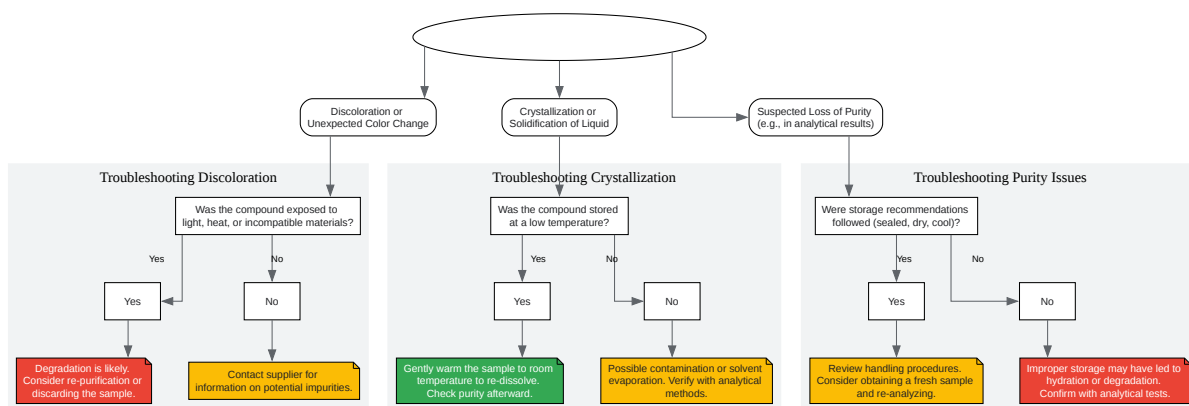 Discoloration or
Unexpected Color Change
Crystallization or
Solidification of Liquid
Suspected Loss of Purity
(e.g., in analytical results)
Troubleshooting Discoloration
Was the compound exposed to
light, heat, or incompatible materials?
Yes
No
Yes
No
Degradation is likely.
Consider re-purification or
discarding the sample.
Contact supplier for
information on potential impurities.
Troubleshooting Crystallization
Was the compound stored
at a low temperature?
Yes
No
Yes
No
Gently warm the sample to room
temperature to re-dissolve.
Check purity afterward.
Possible contamination or solvent
evaporation. Verify with analytical
methods.
Troubleshooting Purity Issues
Were storage recommendations
followed (sealed, dry, cool)?
Yes
No
Yes
No
Review handling procedures.
Consider obtaining a fresh sample
and re-analyzing.
Improper storage may have led to
hydration or degradation.
Confirm with analytical tests.